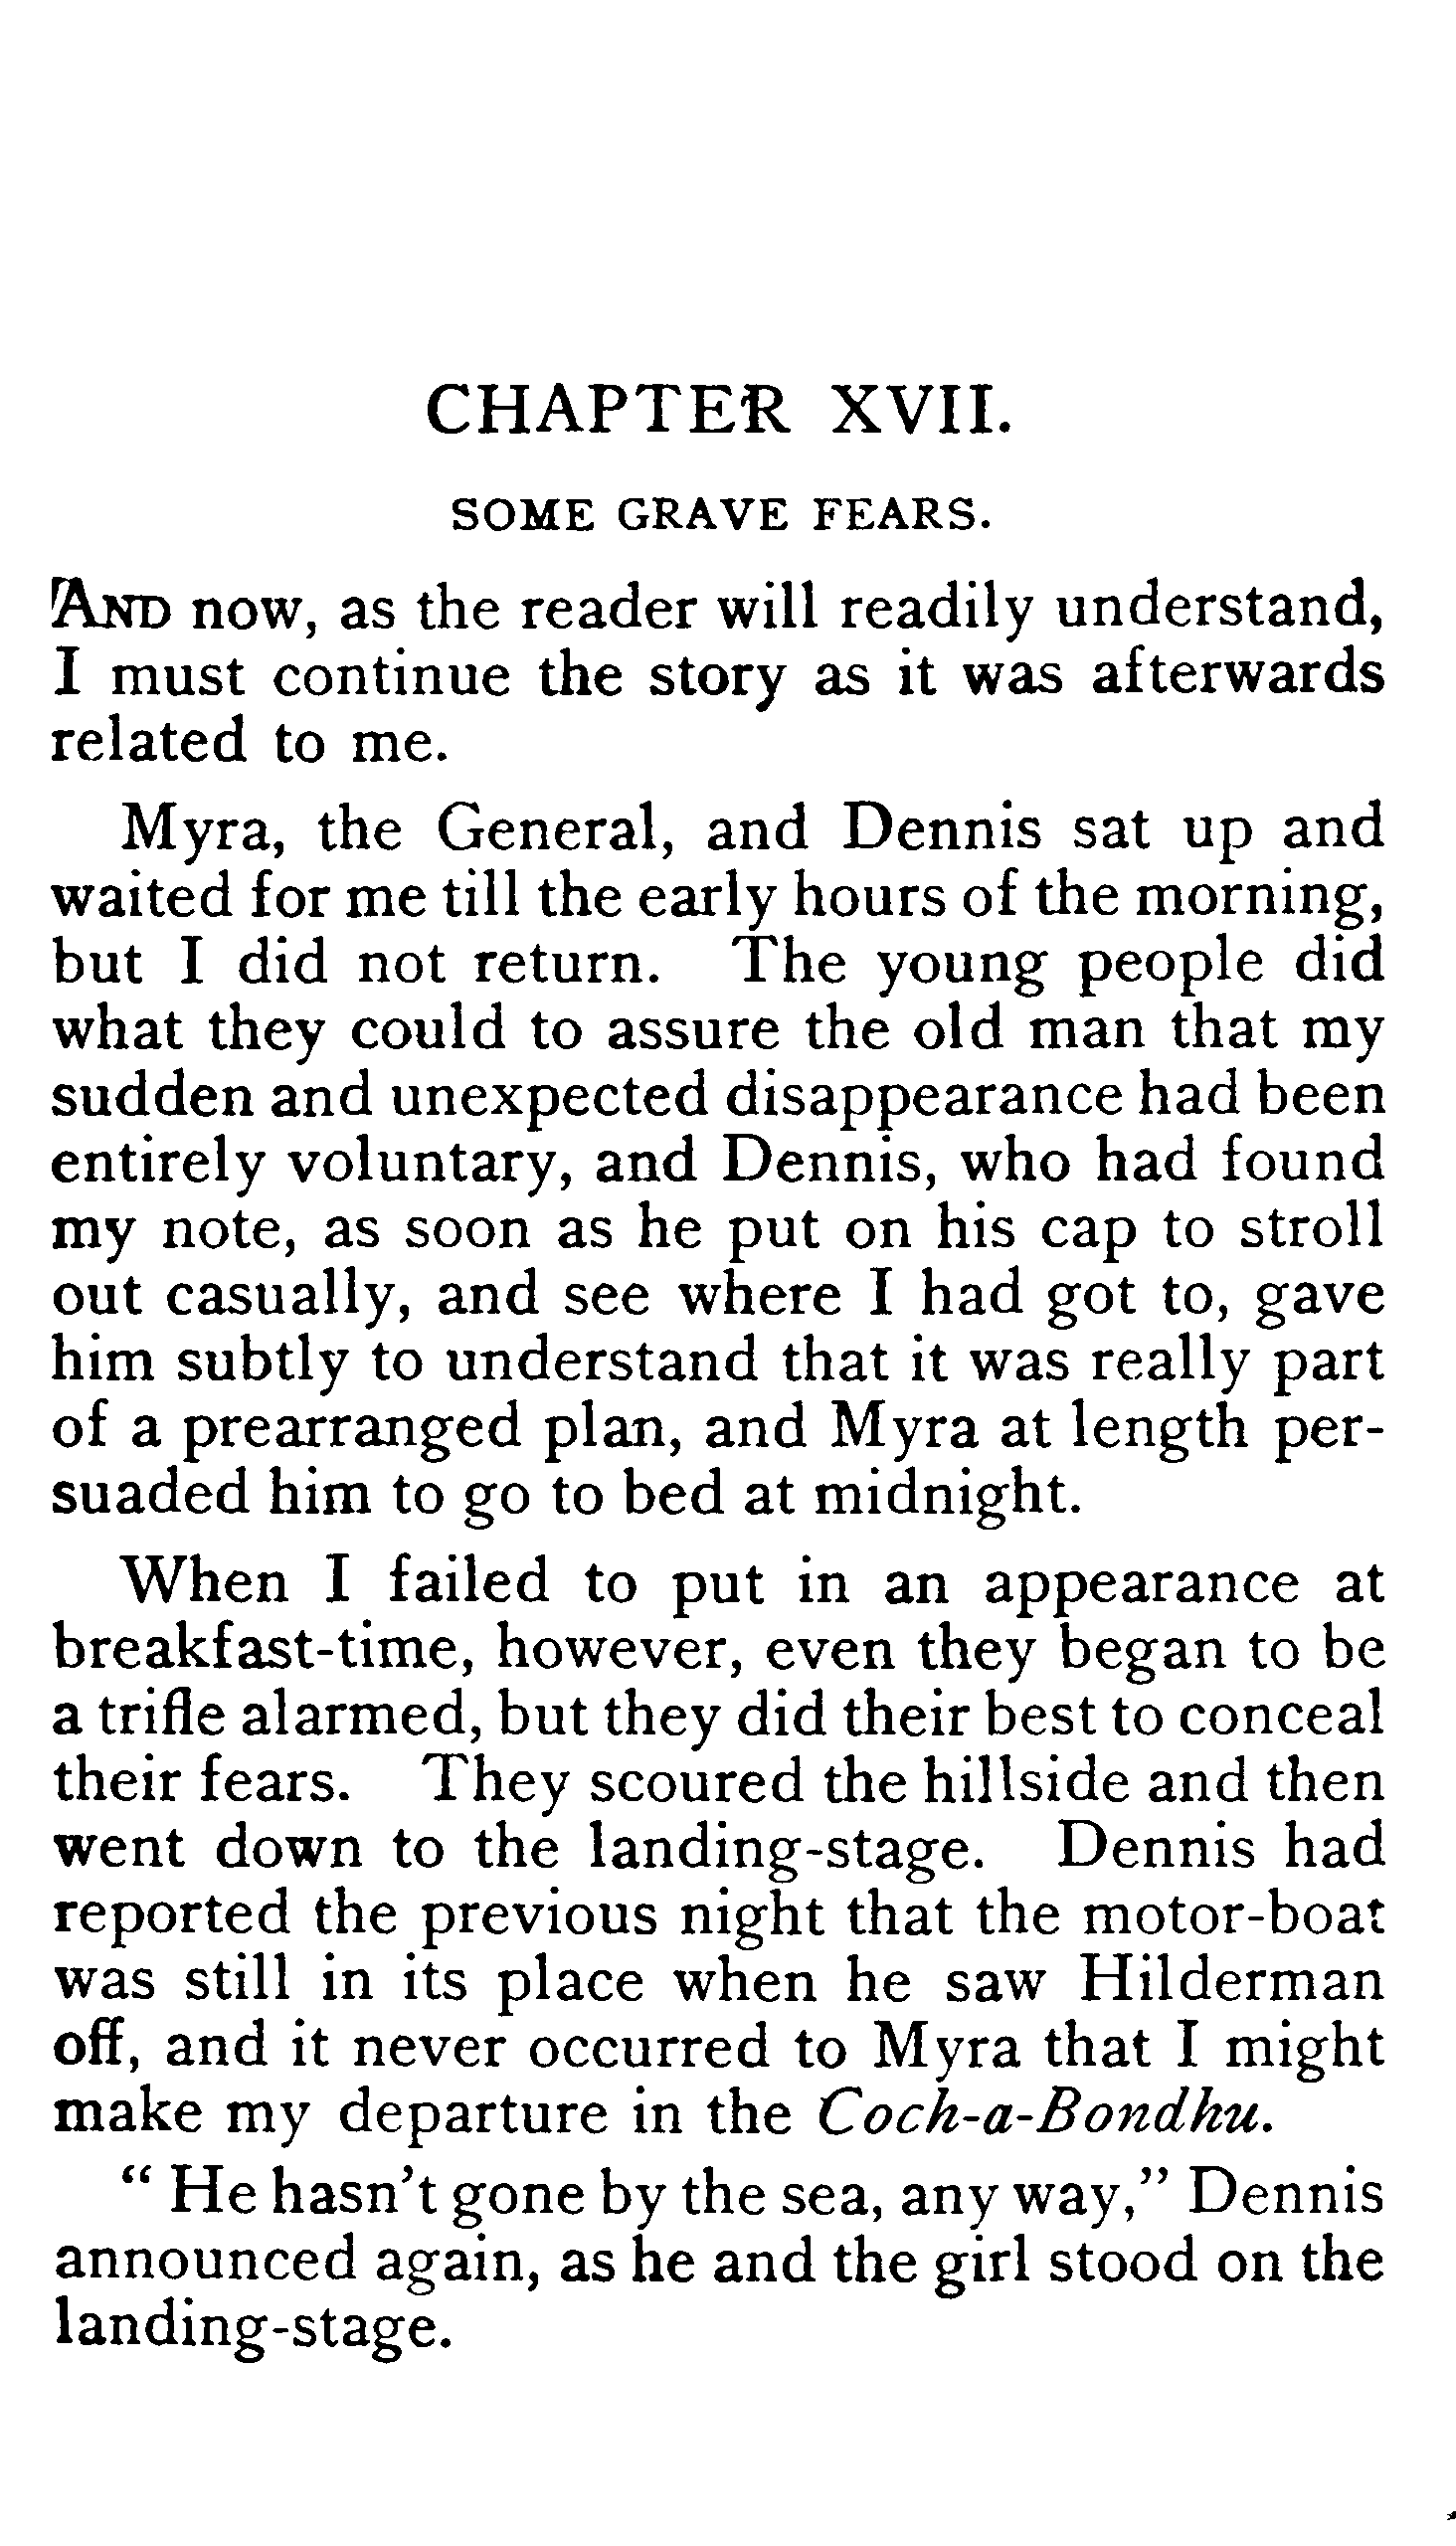 CHAPTER XVII.
SOME GRAVE FEARS.
AND now, as the reader will readily understand,
I must continue the story as it was afterwards
related to me.
Myra, the General, and Dennis sat up and
waited for me till the early hours of the morning,
but I did not return. The young people did
what they could to assure the old man that my
sudden and unexpected disappearance had been
entirely voluntary, and Dennis, who had found
my note, as soon as he put on his cap to stroll
out casually, and see where I had got to, gave
him subtly to understand that it was really part
of a prearranged plan, and Myra at length per-
suaded him to go to bed at midnight.
When I failed to put in an appearance at
breakfast-time, however, even they began to be
a trifle alarmed, but they did their best to conceal
their fears. They scoured the hillside and then
went down to the landing-stage. Dennis had
reported the previous night that the motor-boat
was still in its place when he saw Hilderman
off, and it never occurred to Myra that I might
make my departure in the Coch-a-Bondhu.
“ He hasn’t gone by the sea, any way,” Dennis
announced again, as he and the girl stood on the
landing-stage.